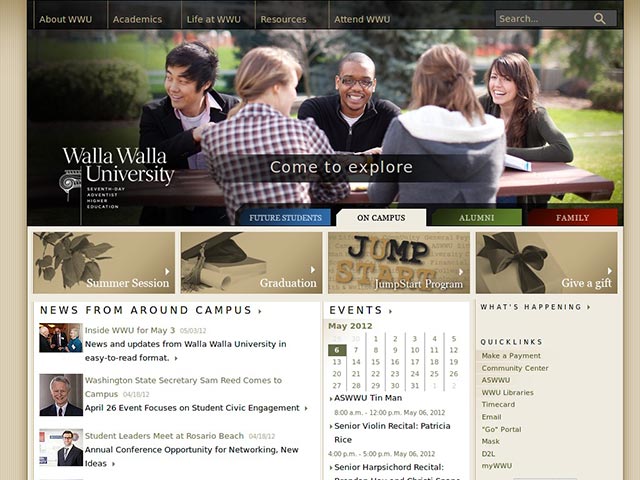 About WWU
Academics
Life at WWU
Resources
Attend WWU
Search...
Walla Walla
University
SEVENTH-DAY
ADVENTIST
HIGHER
EDUCATION
Come to explore
FUTURE STUDENTS
ON CAMPUS
ALUMNI
FAMILY
Summer Session
Graduation
JUMP
START
JumpStart Program
Give a gift
NEWS FROM AROUND CAMPUS
Inside WWU for May 3 05/03/12
News and updates from Walla Walla University in
easy-to-read format.
Washington State Secretary Sam Reed Comes to
Campus 04/18/12
April 26 Event Focuses on Student Civic Engagement
Student Leaders Meet at Rosario Beach 04/18/12
Annual Conference Opportunity for Networking, New
Ideas
EVENTS
May 2012
29 30 1 2 3 4 5
6 7 8 9 10 11 12
13 14 15 16 17 18 19
20 21 22 23 24 25 26
27 28 29 30 31 1 2
ASWWU Tin Man
8:00 a.m. - 12:00 p.m. May 06, 2012
Senior Violin Recital: Patricia
Rice
4:00 p.m. - 5:00 p.m. May 06, 2012
Senior Harpsichord Recital:
Brendan Hay and Christi Spano
WHAT'S HAPPENING
QUICKLINKS
Make a Payment
Community Center
ASWWU
WWU Libraries
Timecard
Email
"Go" Portal
Mask
D2L
myWWU